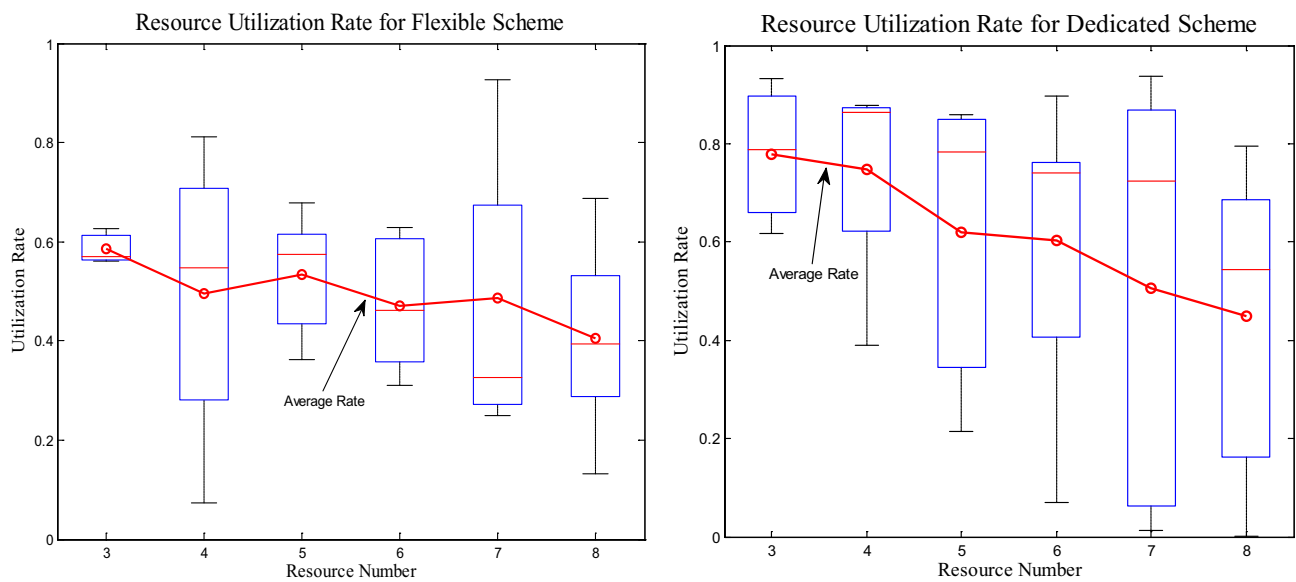 Resource Utilization Rate for Flexible Scheme
1
0.8
0.6
0.4
0.2
0
Utilization Rate
Average Rate
3 4 5 6 7 8
Resource Number
Resource Utilization Rate for Dedicated Scheme
1
0.8
0.6
0.4
0.2
0
Utilization Rate
Average Rate
3 4 5 6 7 8
Resource Number